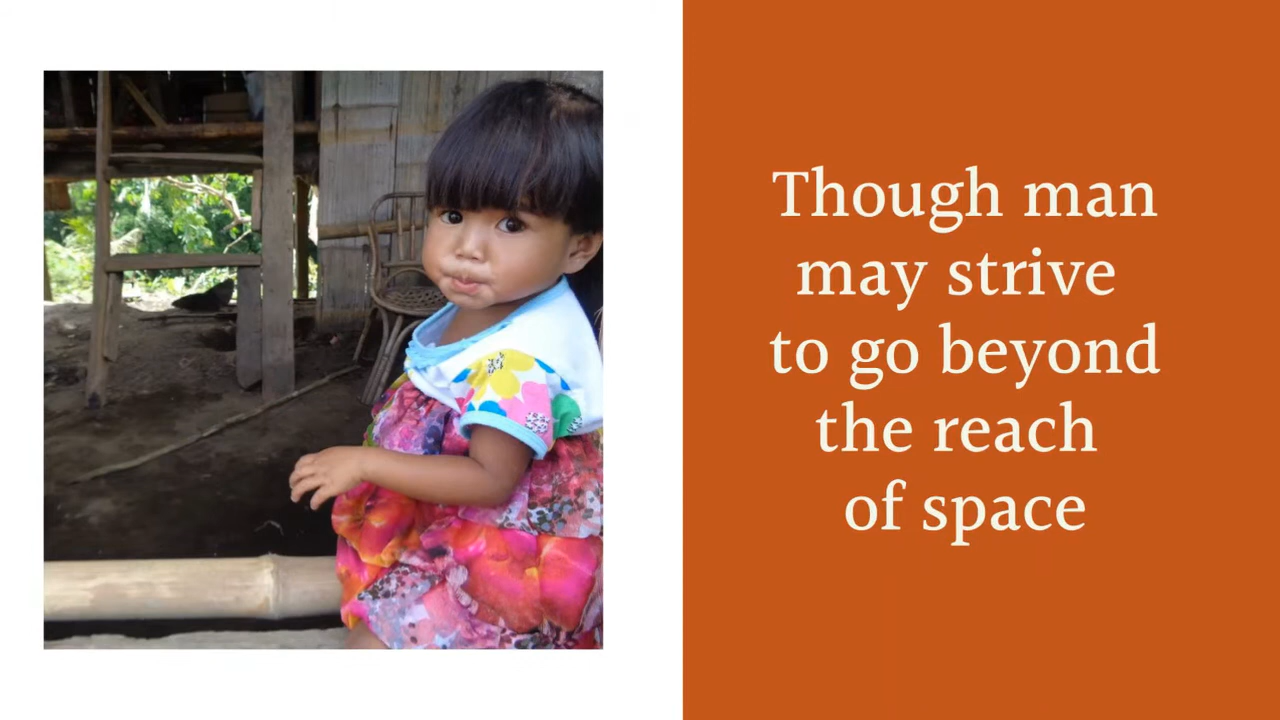 Though man
may strive
to go beyond
the reach
of space